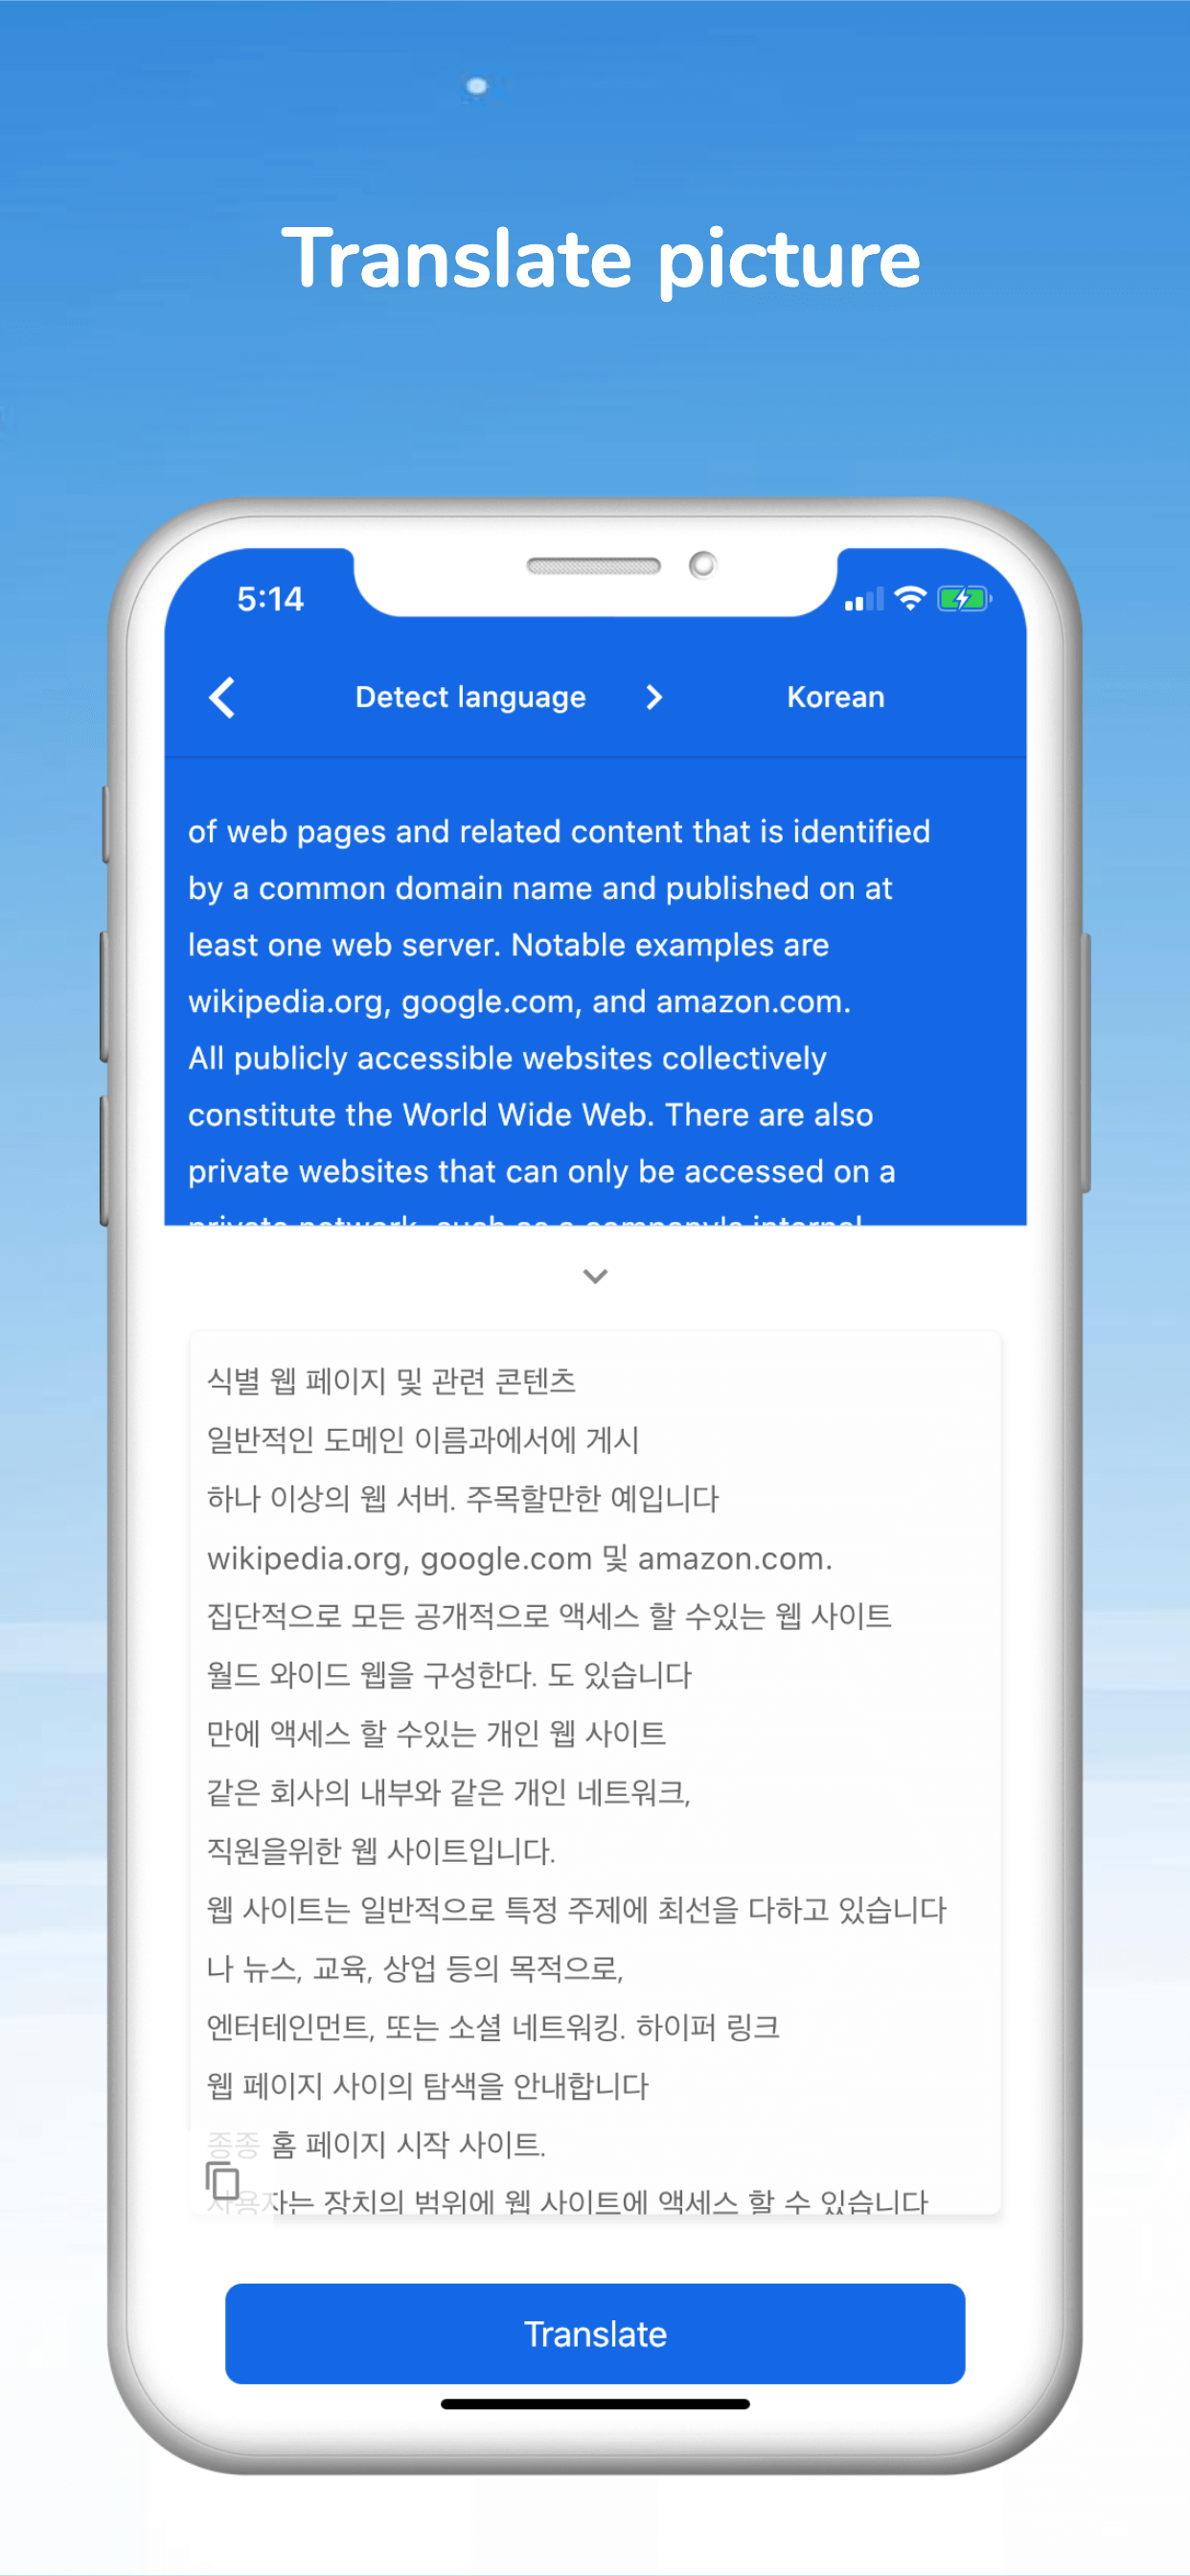 Translate picture
5:14
Detect language > Korean
of web pages and related content that is identified
by a common domain name and published on at
least one web server. Notable examples are
wikipedia.org, google.com, and amazon.com.
All publicly accessible websites collectively
constitute the World Wide Web. There are also
private websites that can only be accessed on a
private network, such as a company's internal
식별 웹 페이지 및 관련 콘텐츠
일반적인 도메인 이름과에서에 게시
하나 이상의 웹 서버. 주목할만한 예입니다
wikipedia.org, google.com 및 amazon.com.
집단적으로 모든 공개적으로 액세스 할 수있는 웹 사이트
월드 와이드 웹을 구성한다. 도 있습니다
만에 액세스 할 수있는 개인 웹 사이트
같은 회사의 내부와 같은 개인 네트워크,
직원을위한 웹 사이트입니다.
웹 사이트는 일반적으로 특정 주제에 최선을 다하고 있습니다
나 뉴스, 교육, 상업 등의 목적으로,
엔터테인먼트, 또는 소셜 네트워킹. 하이퍼 링크
웹 페이지 사이의 탐색을 안내합니다
종종 홈 페이지 시작 사이트.
사용자는 장치의 범위에 웹 사이트에 액세스 할 수 있습니다
Translate